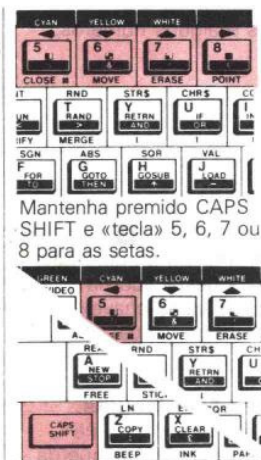 CYAN YELLOW WHITE
5 6 7 8
CLOSE # MOVE ERASE POINT
RND STR$ CHR$
T RAND > Y RETRN AND U IF OR
MERGE
SGN ABS SQR VAL
F FOR TO G GOTO THEN H GOSUB ↑ J LOAD −
Mantenha premido CAPS
SHIFT e «tecla» 5, 6, 7 ou
8 para as setas.
GREEN CYAN YELLOW WHITE
VIDEO
5 6 & 7
MOVE ERASE
RND STR$
A NEW STOP Y RETRN AND U
FREE
LN
CAPS SHIFT Z COPY : X CLEAR £
BEEP INK